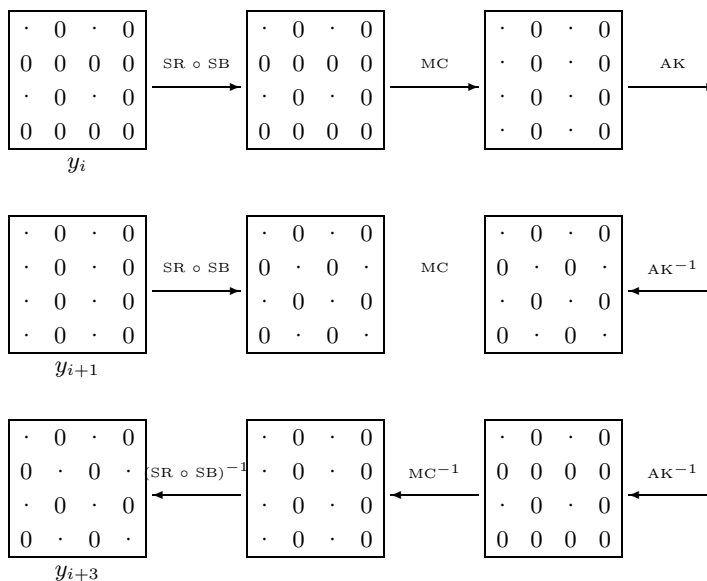 · 0 · 0 · 0 · 0 · 0 · 0
0 0 0 0 SR ∘ SB 0 0 0 0 MC · 0 · 0 AK
· 0 · 0 · 0 · 0 · 0 · 0
0 0 0 0 0 0 0 0 · 0 · 0
y_i
· 0 · 0 · 0 · 0 · 0 · 0
· 0 · 0 SR ∘ SB 0 · 0 · MC 0 · 0 · AK⁻¹
· 0 · 0 · 0 · 0 · 0 · 0
· 0 · 0 0 · 0 · 0 · 0 ·
y_{i+1}
· 0 · 0 · 0 · 0 · 0 · 0
0 · 0 · (SR ∘ SB)⁻¹ · 0 · 0 MC⁻¹ 0 0 0 0 AK⁻¹
· 0 · 0 · 0 · 0 · 0 · 0
0 · 0 · · 0 · 0 0 0 0 0
y_{i+3}